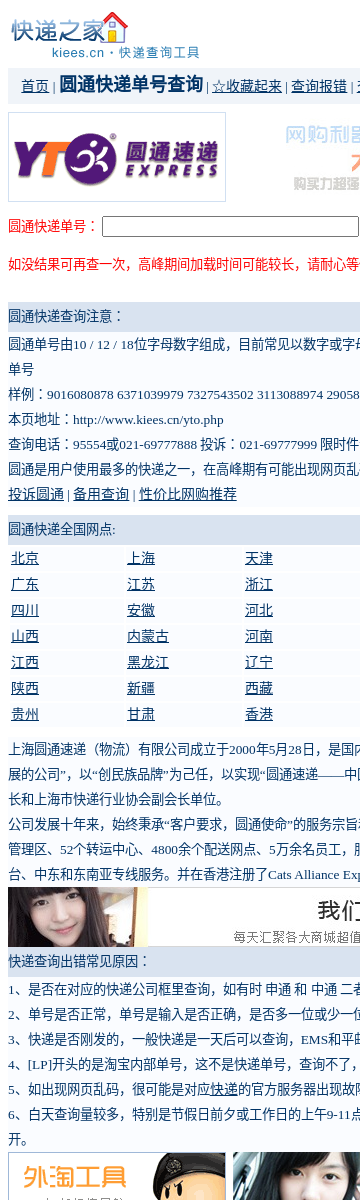 快递之家
kiees.cn · 快递查询工具
首页 | 圆通快递单号查询 | ☆收藏起来 | 查询报错 |
YTO 圆通速递
EXPRESS
网购利器
购买力超强
圆通快递单号：
如没结果可再查一次，高峰期间加载时间可能较长，请耐心等
圆通快递查询注意：
圆通单号由10 / 12 / 18位字母数字组成，目前常见以数字或字母
单号
样例：9016080878 6371039979 7327543502 3113088974 29058
本页地址：http://www.kiees.cn/yto.php
查询电话：95554或021-69777888 投诉：021-69777999 限时件
圆通是用户使用最多的快递之一，在高峰期有可能出现网页乱
投诉圆通 | 备用查询 | 性价比网购推荐
圆通快递全国网点:
北京 上海 天津
广东 江苏 浙江
四川 安徽 河北
山西 内蒙古 河南
江西 黑龙江 辽宁
陕西 新疆 西藏
贵州 甘肃 香港
上海圆通速递（物流）有限公司成立于2000年5月28日，是国内
展的公司”，以“创民族品牌”为己任，以实现“圆通速递——中国
长和上海市快递行业协会副会长单位。
公司发展十年来，始终秉承“客户要求，圆通使命”的服务宗旨
管理区、52个转运中心、4800余个配送网点、5万余名员工，服
台、中东和东南亚专线服务。并在香港注册了Cats Alliance Exp
我们
每天汇聚各大商城超值
快递查询出错常见原因：
1、是否在对应的快递公司框里查询，如有时 申通 和 中通 二者
2、单号是否正常，单号是输入是否正确，是否多一位或少一位
3、快递是否刚发的，一般快递是一天后可以查询，EMS和平邮
4、[LP]开头的是淘宝内部单号，这不是快递单号，查询不了，
5、如出现网页乱码，很可能是对应快递的官方服务器出现故障
6、白天查询量较多，特别是节假日前夕或工作日的上午9-11点
开。
外淘工具